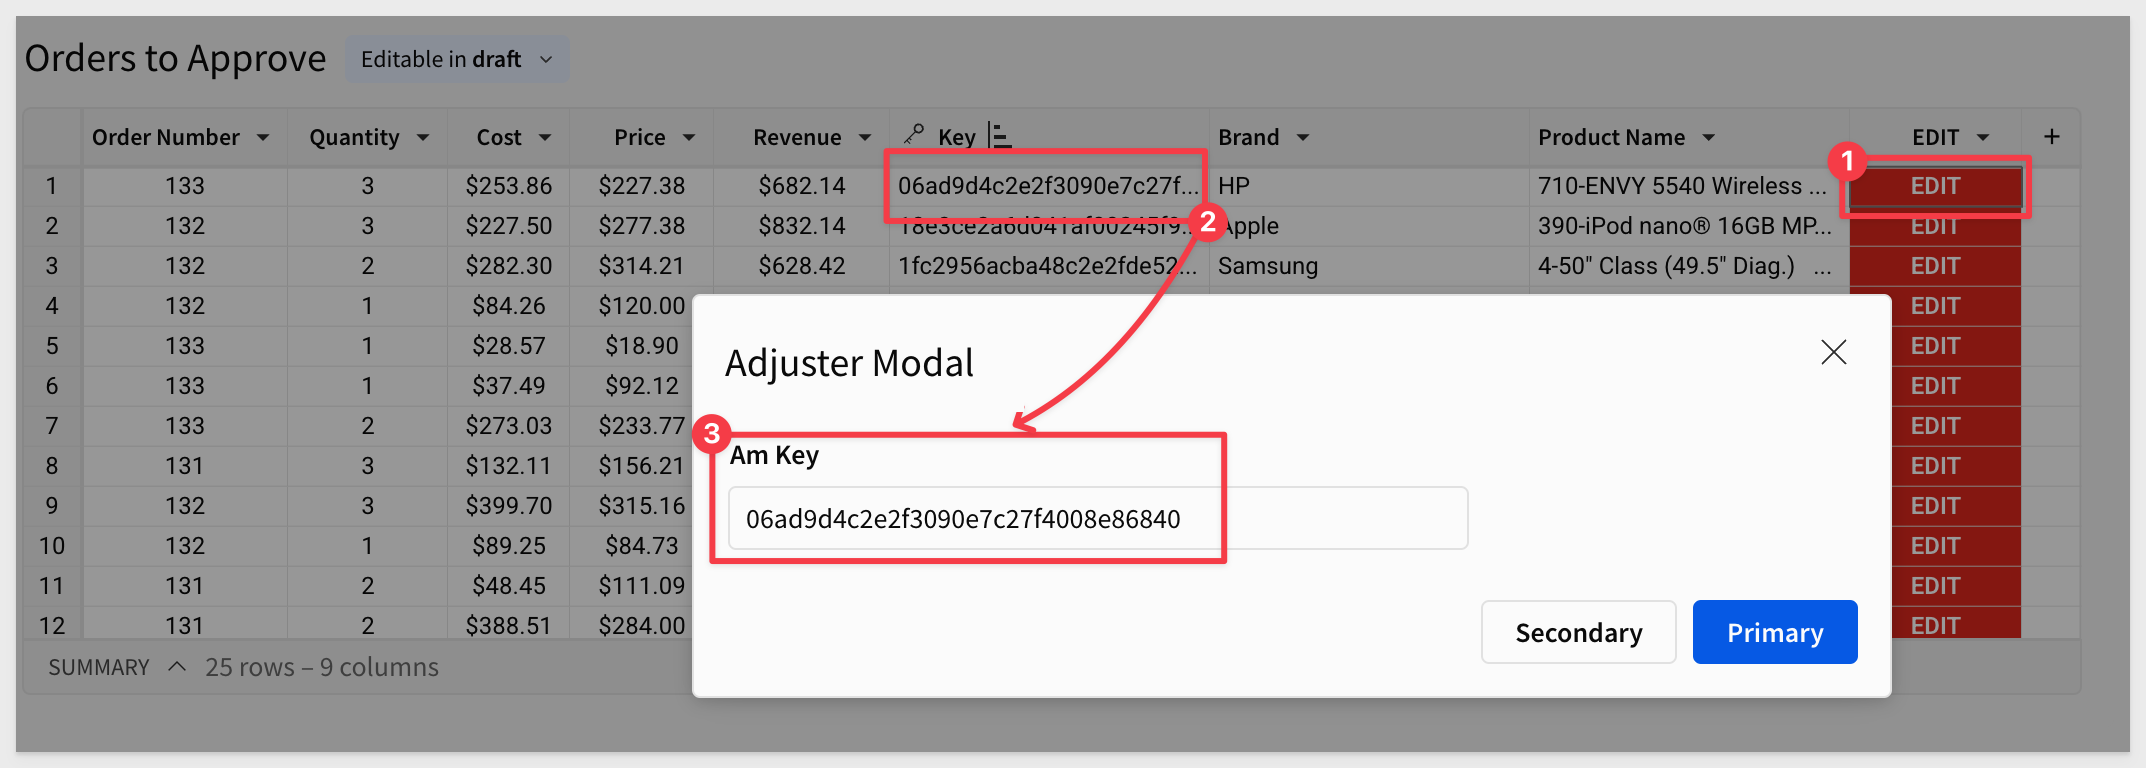 Orders to Approve Editable in draft
Order Number Quantity Cost Price Revenue Key Brand Product Name EDIT +
1 133 3 $253.86 $227.38 $682.14 06ad9d4c2e2f3090e7c27f... HP 710-ENVY 5540 Wireless ... EDIT
1
2 132 3 $227.50 $277.38 $832.14 18e3ce2a6d041af00245f9... Apple 390-iPod nano® 16GB MP... EDIT
2
3 132 2 $282.30 $314.21 $628.42 1fc2956acba48c2e2fde52... Samsung 4-50" Class (49.5" Diag.) ... EDIT
4 132 1 $84.26 $120.00 EDIT
5 133 1 $28.57 $18.90 EDIT
6 133 1 $37.49 $92.12 EDIT
7 133 2 $273.03 $233.77 EDIT
8 131 3 $132.11 $156.21 EDIT
9 132 3 $399.70 $315.16 EDIT
10 132 1 $89.25 $84.73 EDIT
11 131 2 $48.45 $111.09 EDIT
12 131 2 $388.51 $284.00 EDIT
SUMMARY 25 rows – 9 columns
Adjuster Modal
3
Am Key
06ad9d4c2e2f3090e7c27f4008e86840
Secondary Primary